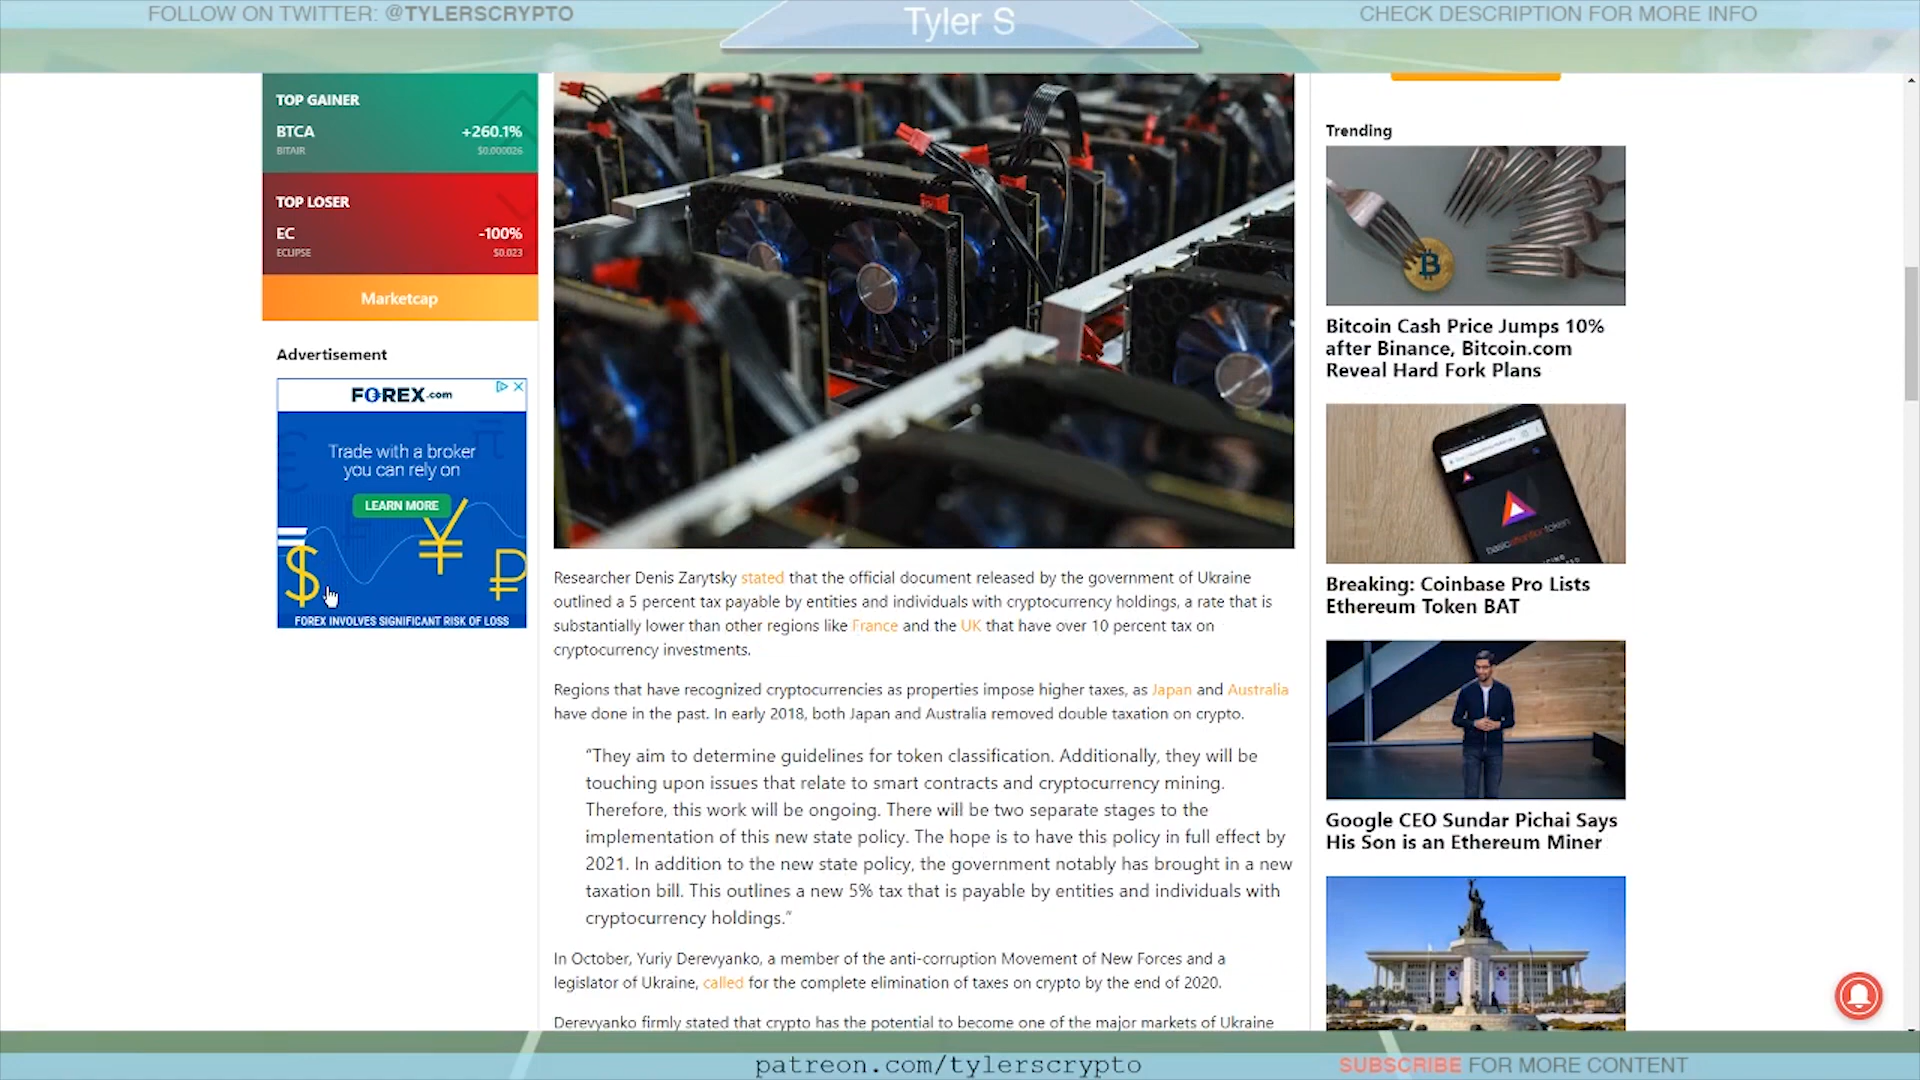 FOLLOW ON TWITTER: @TYLERSCRYPTO
Tyler S
CHECK DESCRIPTION FOR MORE INFO
TOP GAINER
BTCA +260.1%
BITAIR $0.000026
TOP LOSER
EC -100%
ECLIPSE $0.023
Marketcap
Advertisement
FOREX.com
Trade with a broker
you can rely on
LEARN MORE
FOREX INVOLVES SIGNIFICANT RISK OF LOSS
Researcher Denis Zarytsky stated that the official document released by the government of Ukraine
outlined a 5 percent tax payable by entities and individuals with cryptocurrency holdings, a rate that is
substantially lower than other regions like France and the UK that have over 10 percent tax on
cryptocurrency investments.
Regions that have recognized cryptocurrencies as properties impose higher taxes, as Japan and Australia
have done in the past. In early 2018, both Japan and Australia removed double taxation on crypto.
“They aim to determine guidelines for token classification. Additionally, they will be
touching upon issues that relate to smart contracts and cryptocurrency mining.
Therefore, this work will be ongoing. There will be two separate stages to the
implementation of this new state policy. The hope is to have this policy in full effect by
2021. In addition to the new state policy, the government notably has brought in a new
taxation bill. This outlines a new 5% tax that is payable by entities and individuals with
cryptocurrency holdings.”
In October, Yuriy Derevyanko, a member of the anti-corruption Movement of New Forces and a
legislator of Ukraine, called for the complete elimination of taxes on crypto by the end of 2020.
Derevyanko firmly stated that crypto has the potential to become one of the major markets of Ukraine
Trending
Bitcoin Cash Price Jumps 10%
after Binance, Bitcoin.com
Reveal Hard Fork Plans
basicattentiontoken
Breaking: Coinbase Pro Lists
Ethereum Token BAT
Google CEO Sundar Pichai Says
His Son is an Ethereum Miner
patreon.com/tylerscrypto
SUBSCRIBE FOR MORE CONTENT